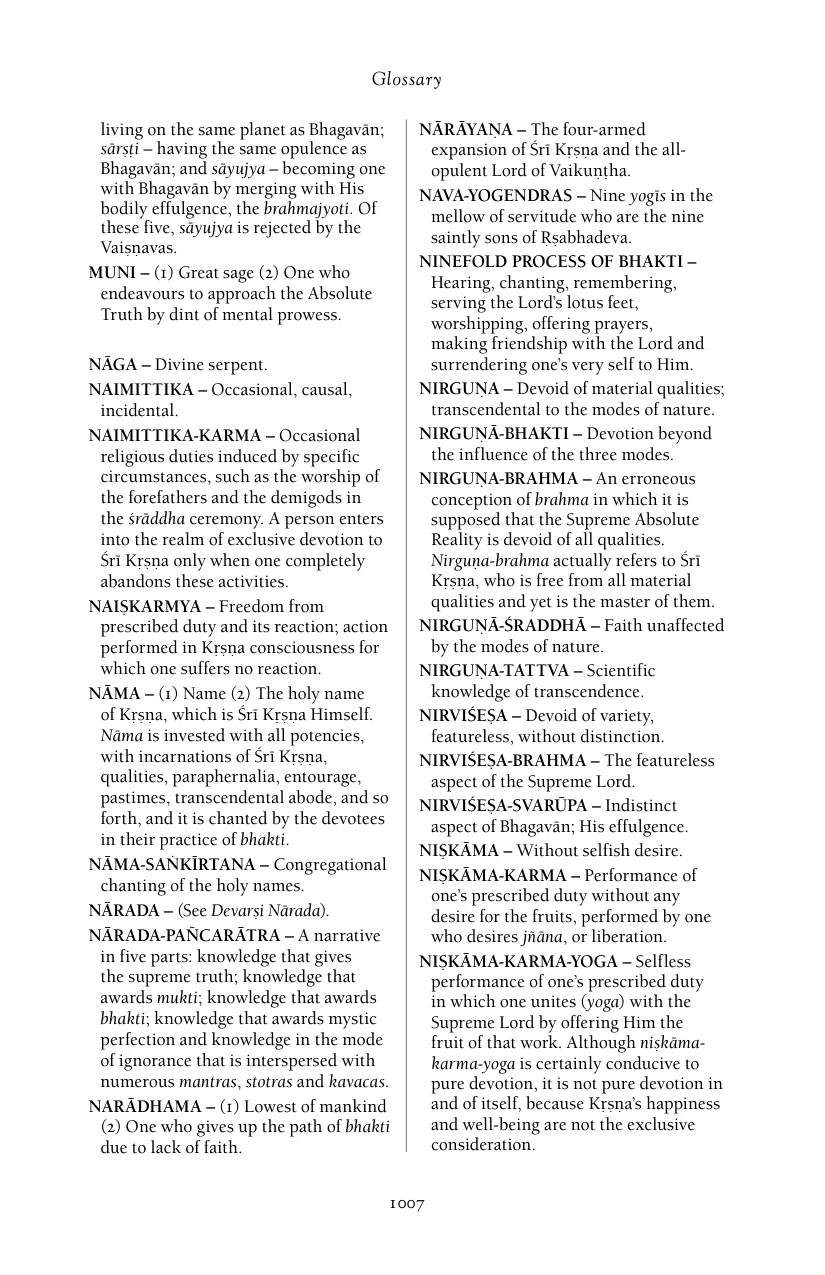 Glossary
living on the same planet as Bhagavān;
sārṣṭi – having the same opulence as
Bhagavān; and sāyujya – becoming one
with Bhagavān by merging with His
bodily effulgence, the brahmajyoti. Of
these five, sāyujya is rejected by the
Vaiṣṇavas.
MUNI – (1) Great sage (2) One who
endeavours to approach the Absolute
Truth by dint of mental prowess.
NĀGA – Divine serpent.
NAIMITTIKA – Occasional, causal,
incidental.
NAIMITTIKA-KARMA – Occasional
religious duties induced by specific
circumstances, such as the worship of
the forefathers and the demigods in
the śrāddha ceremony. A person enters
into the realm of exclusive devotion to
Śrī Kṛṣṇa only when one completely
abandons these activities.
NAIṢKARMYA – Freedom from
prescribed duty and its reaction; action
performed in Kṛṣṇa consciousness for
which one suffers no reaction.
NĀMA – (1) Name (2) The holy name
of Kṛṣṇa, which is Śrī Kṛṣṇa Himself.
Nāma is invested with all potencies,
with incarnations of Śrī Kṛṣṇa,
qualities, paraphernalia, entourage,
pastimes, transcendental abode, and so
forth, and it is chanted by the devotees
in their practice of bhakti.
NĀMA-SAṄKĪRTANA – Congregational
chanting of the holy names.
NĀRADA – (See Devarṣi Nārada).
NĀRADA-PAÑCARĀTRA – A narrative
in five parts: knowledge that gives
the supreme truth; knowledge that
awards mukti; knowledge that awards
bhakti; knowledge that awards mystic
perfection and knowledge in the mode
of ignorance that is interspersed with
numerous mantras, stotras and kavacas.
NARĀDHAMA – (1) Lowest of mankind
(2) One who gives up the path of bhakti
due to lack of faith.
NĀRĀYAṆA – The four-armed
expansion of Śrī Kṛṣṇa and the all-
opulent Lord of Vaikuṇṭha.
NAVA-YOGENDRAS – Nine yogīs in the
mellow of servitude who are the nine
saintly sons of Ṛṣabhadeva.
NINEFOLD PROCESS OF BHAKTI –
Hearing, chanting, remembering,
serving the Lord's lotus feet,
worshipping, offering prayers,
making friendship with the Lord and
surrendering one's very self to Him.
NIRGUṆA – Devoid of material qualities;
transcendental to the modes of nature.
NIRGUṆĀ-BHAKTI – Devotion beyond
the influence of the three modes.
NIRGUṆA-BRAHMA – An erroneous
conception of brahma in which it is
supposed that the Supreme Absolute
Reality is devoid of all qualities.
Nirguṇa-brahma actually refers to Śrī
Kṛṣṇa, who is free from all material
qualities and yet is the master of them.
NIRGUṆĀ-ŚRADDHĀ – Faith unaffected
by the modes of nature.
NIRGUṆA-TATTVA – Scientific
knowledge of transcendence.
NIRVIŚEṢA – Devoid of variety,
featureless, without distinction.
NIRVIŚEṢA-BRAHMA – The featureless
aspect of the Supreme Lord.
NIRVIŚEṢA-SVARŪPA – Indistinct
aspect of Bhagavān; His effulgence.
NIṢKĀMA – Without selfish desire.
NIṢKĀMA-KARMA – Performance of
one's prescribed duty without any
desire for the fruits, performed by one
who desires jñāna, or liberation.
NIṢKĀMA-KARMA-YOGA – Selfless
performance of one's prescribed duty
in which one unites (yoga) with the
Supreme Lord by offering Him the
fruit of that work. Although niṣkāma-
karma-yoga is certainly conducive to
pure devotion, it is not pure devotion in
and of itself, because Kṛṣṇa's happiness
and well-being are not the exclusive
consideration.
1007